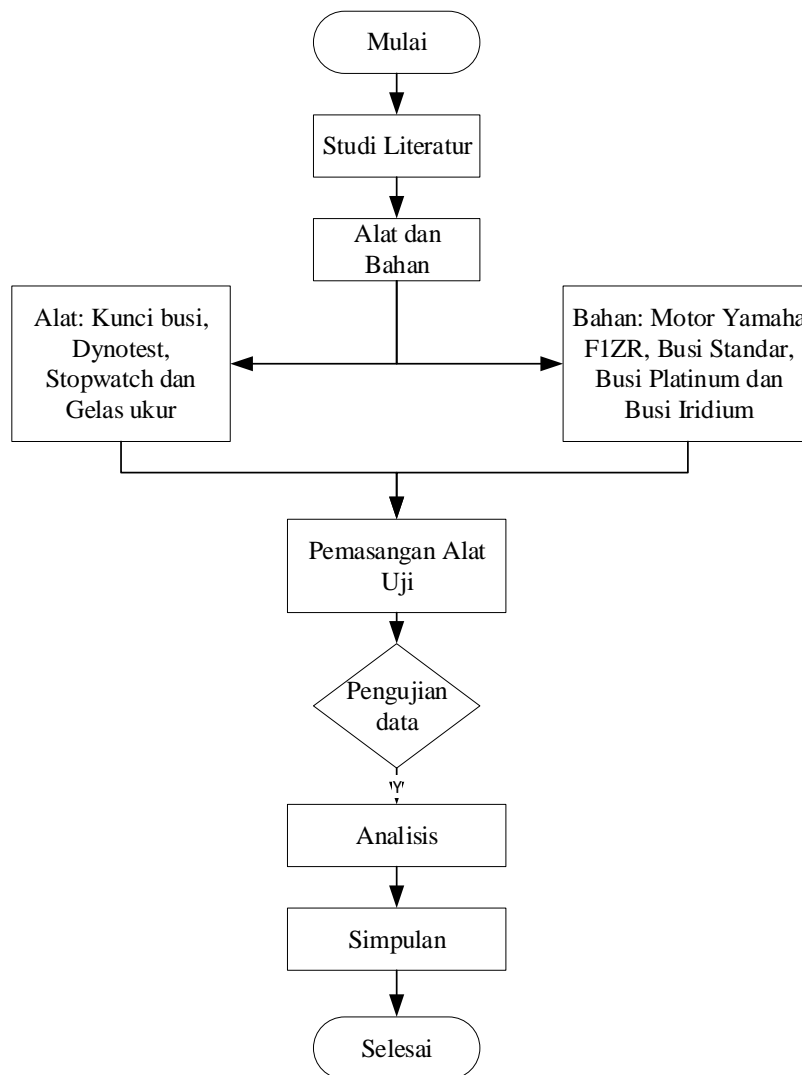 Mulai
Studi Literatur
Alat dan
Bahan
Alat: Kunci busi,
Dynotest,
Stopwatch dan
Gelas ukur
Bahan: Motor Yamaha
F1ZR, Busi Standar,
Busi Platinum dan
Busi Iridium
Pemasangan Alat
Uji
Pengujian
data
"Y"
Analisis
Simpulan
Selesai